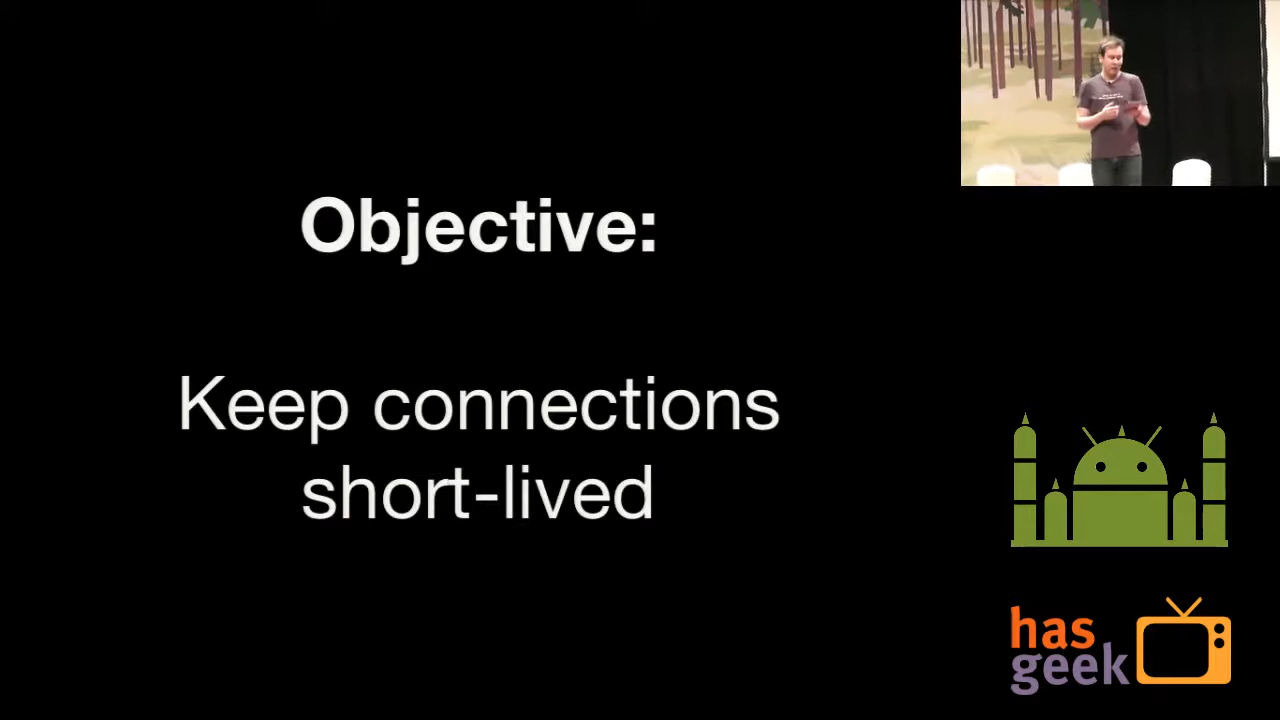 Objective:
Keep connections
short-lived
has
geek